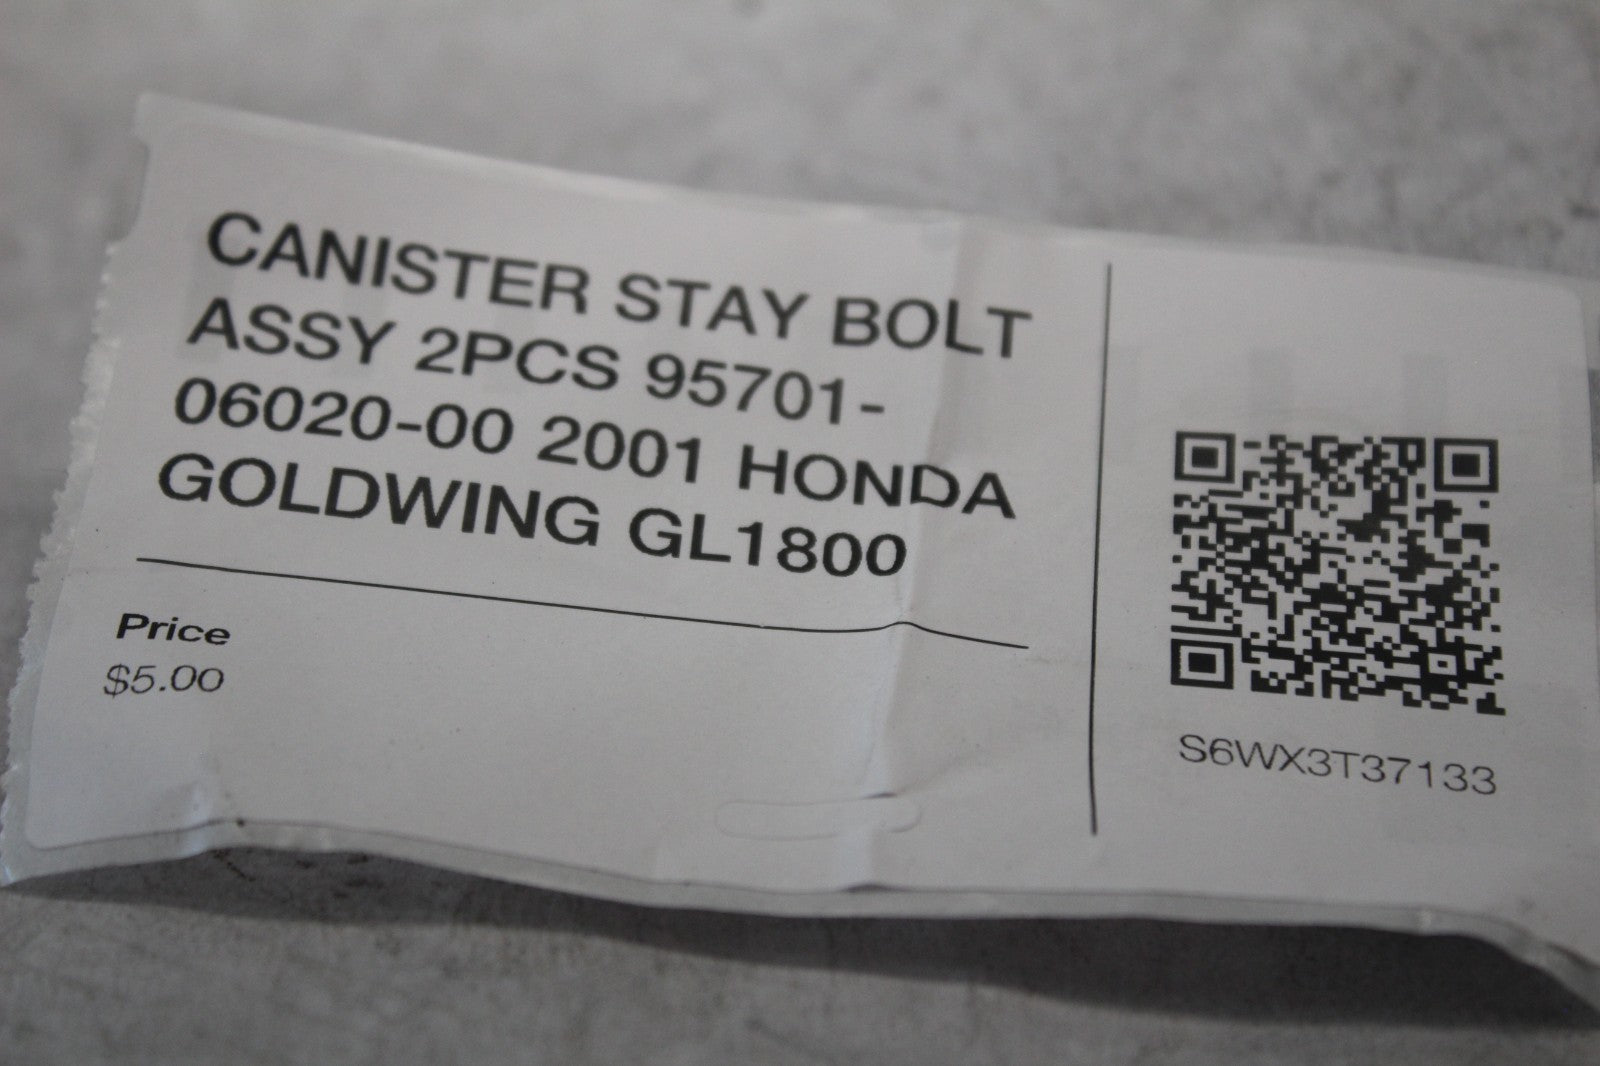 CANISTER STAY BOLT
ASSY 2PCS 95701-
06020-00 2001 HONDA
GOLDWING GL1800
Price
$5.00
S6WX3T37133